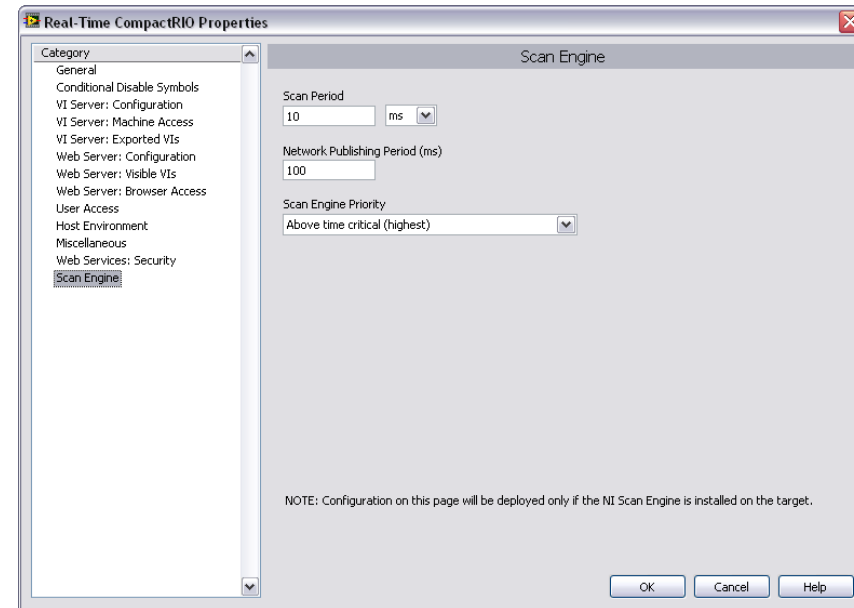 Real-Time CompactRIO Properties
Category
General
Conditional Disable Symbols
VI Server: Configuration
VI Server: Machine Access
VI Server: Exported VIs
Web Server: Configuration
Web Server: Visible VIs
Web Server: Browser Access
User Access
Host Environment
Miscellaneous
Web Services: Security
Scan Engine
Scan Engine
Scan Period
10 ms
Network Publishing Period (ms)
100
Scan Engine Priority
Above time critical (highest)
NOTE: Configuration on this page will be deployed only if the NI Scan Engine is installed on the target.
OK Cancel Help